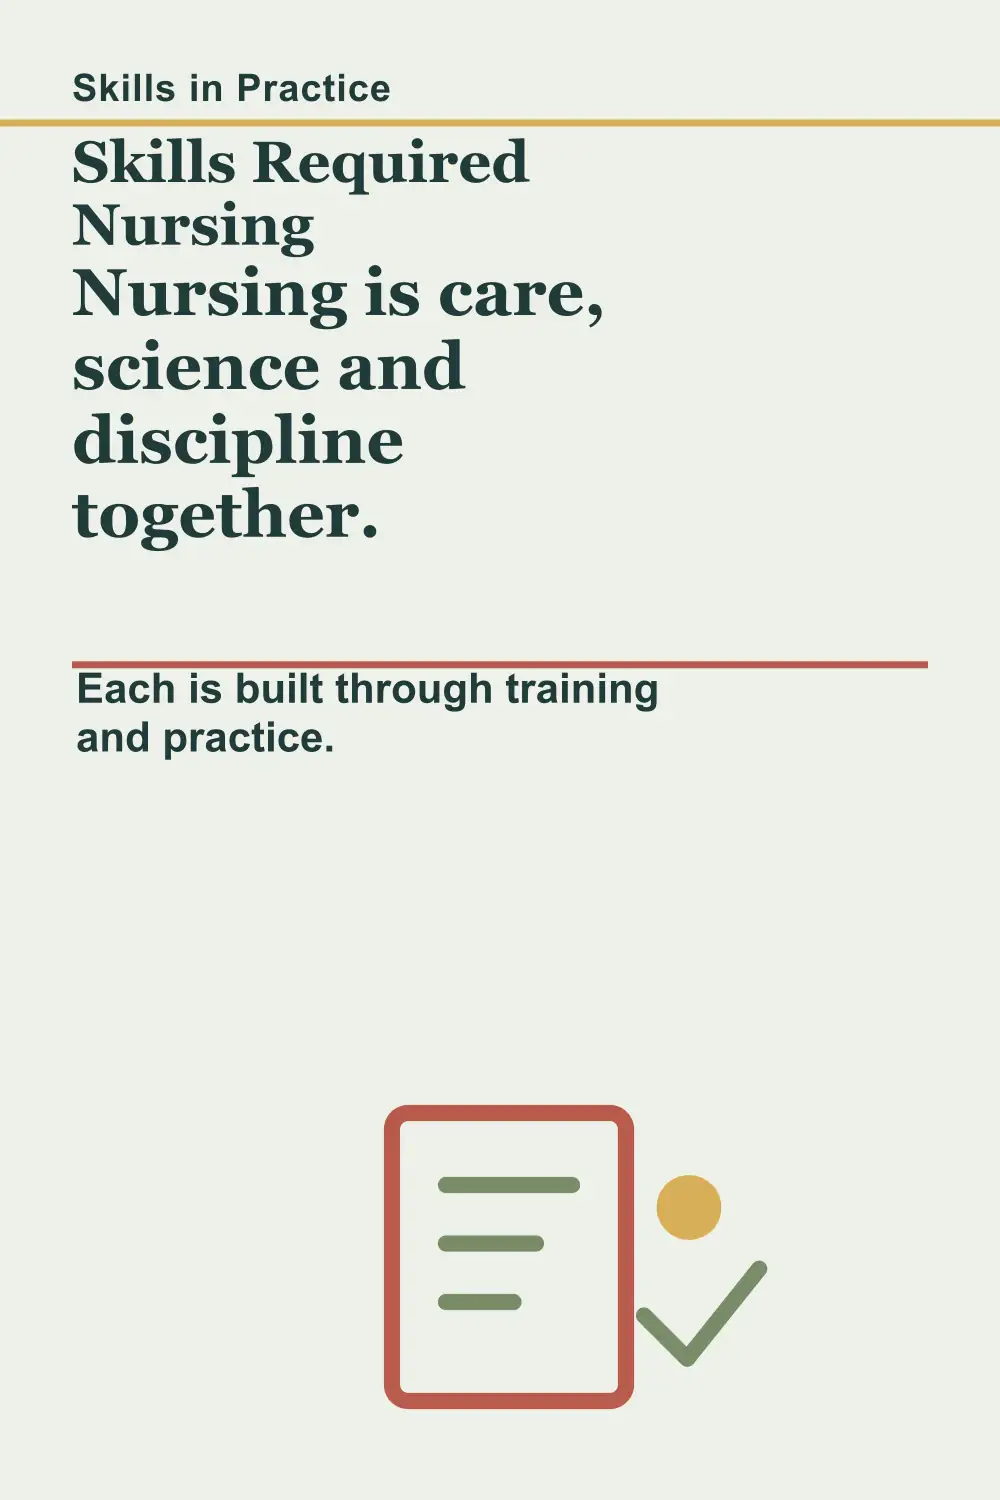 Skills in Practice
Skills Required
Nursing
Nursing is care,
science and
discipline
together.
Each is built through training
and practice.